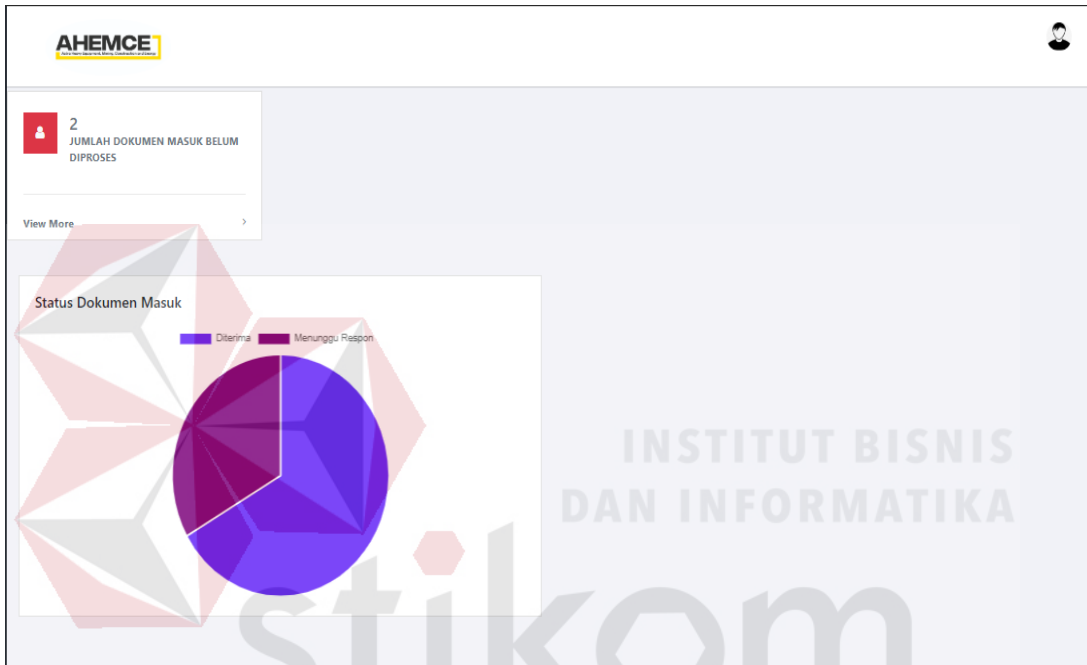 AHEMCE
2
JUMLAH DOKUMEN MASUK BELUM
DIPROSES
View More
Status Dokumen Masuk
Diterima Menunggu Respon
INSTITUT BISNIS
DAN INFORMATIKA
stikom